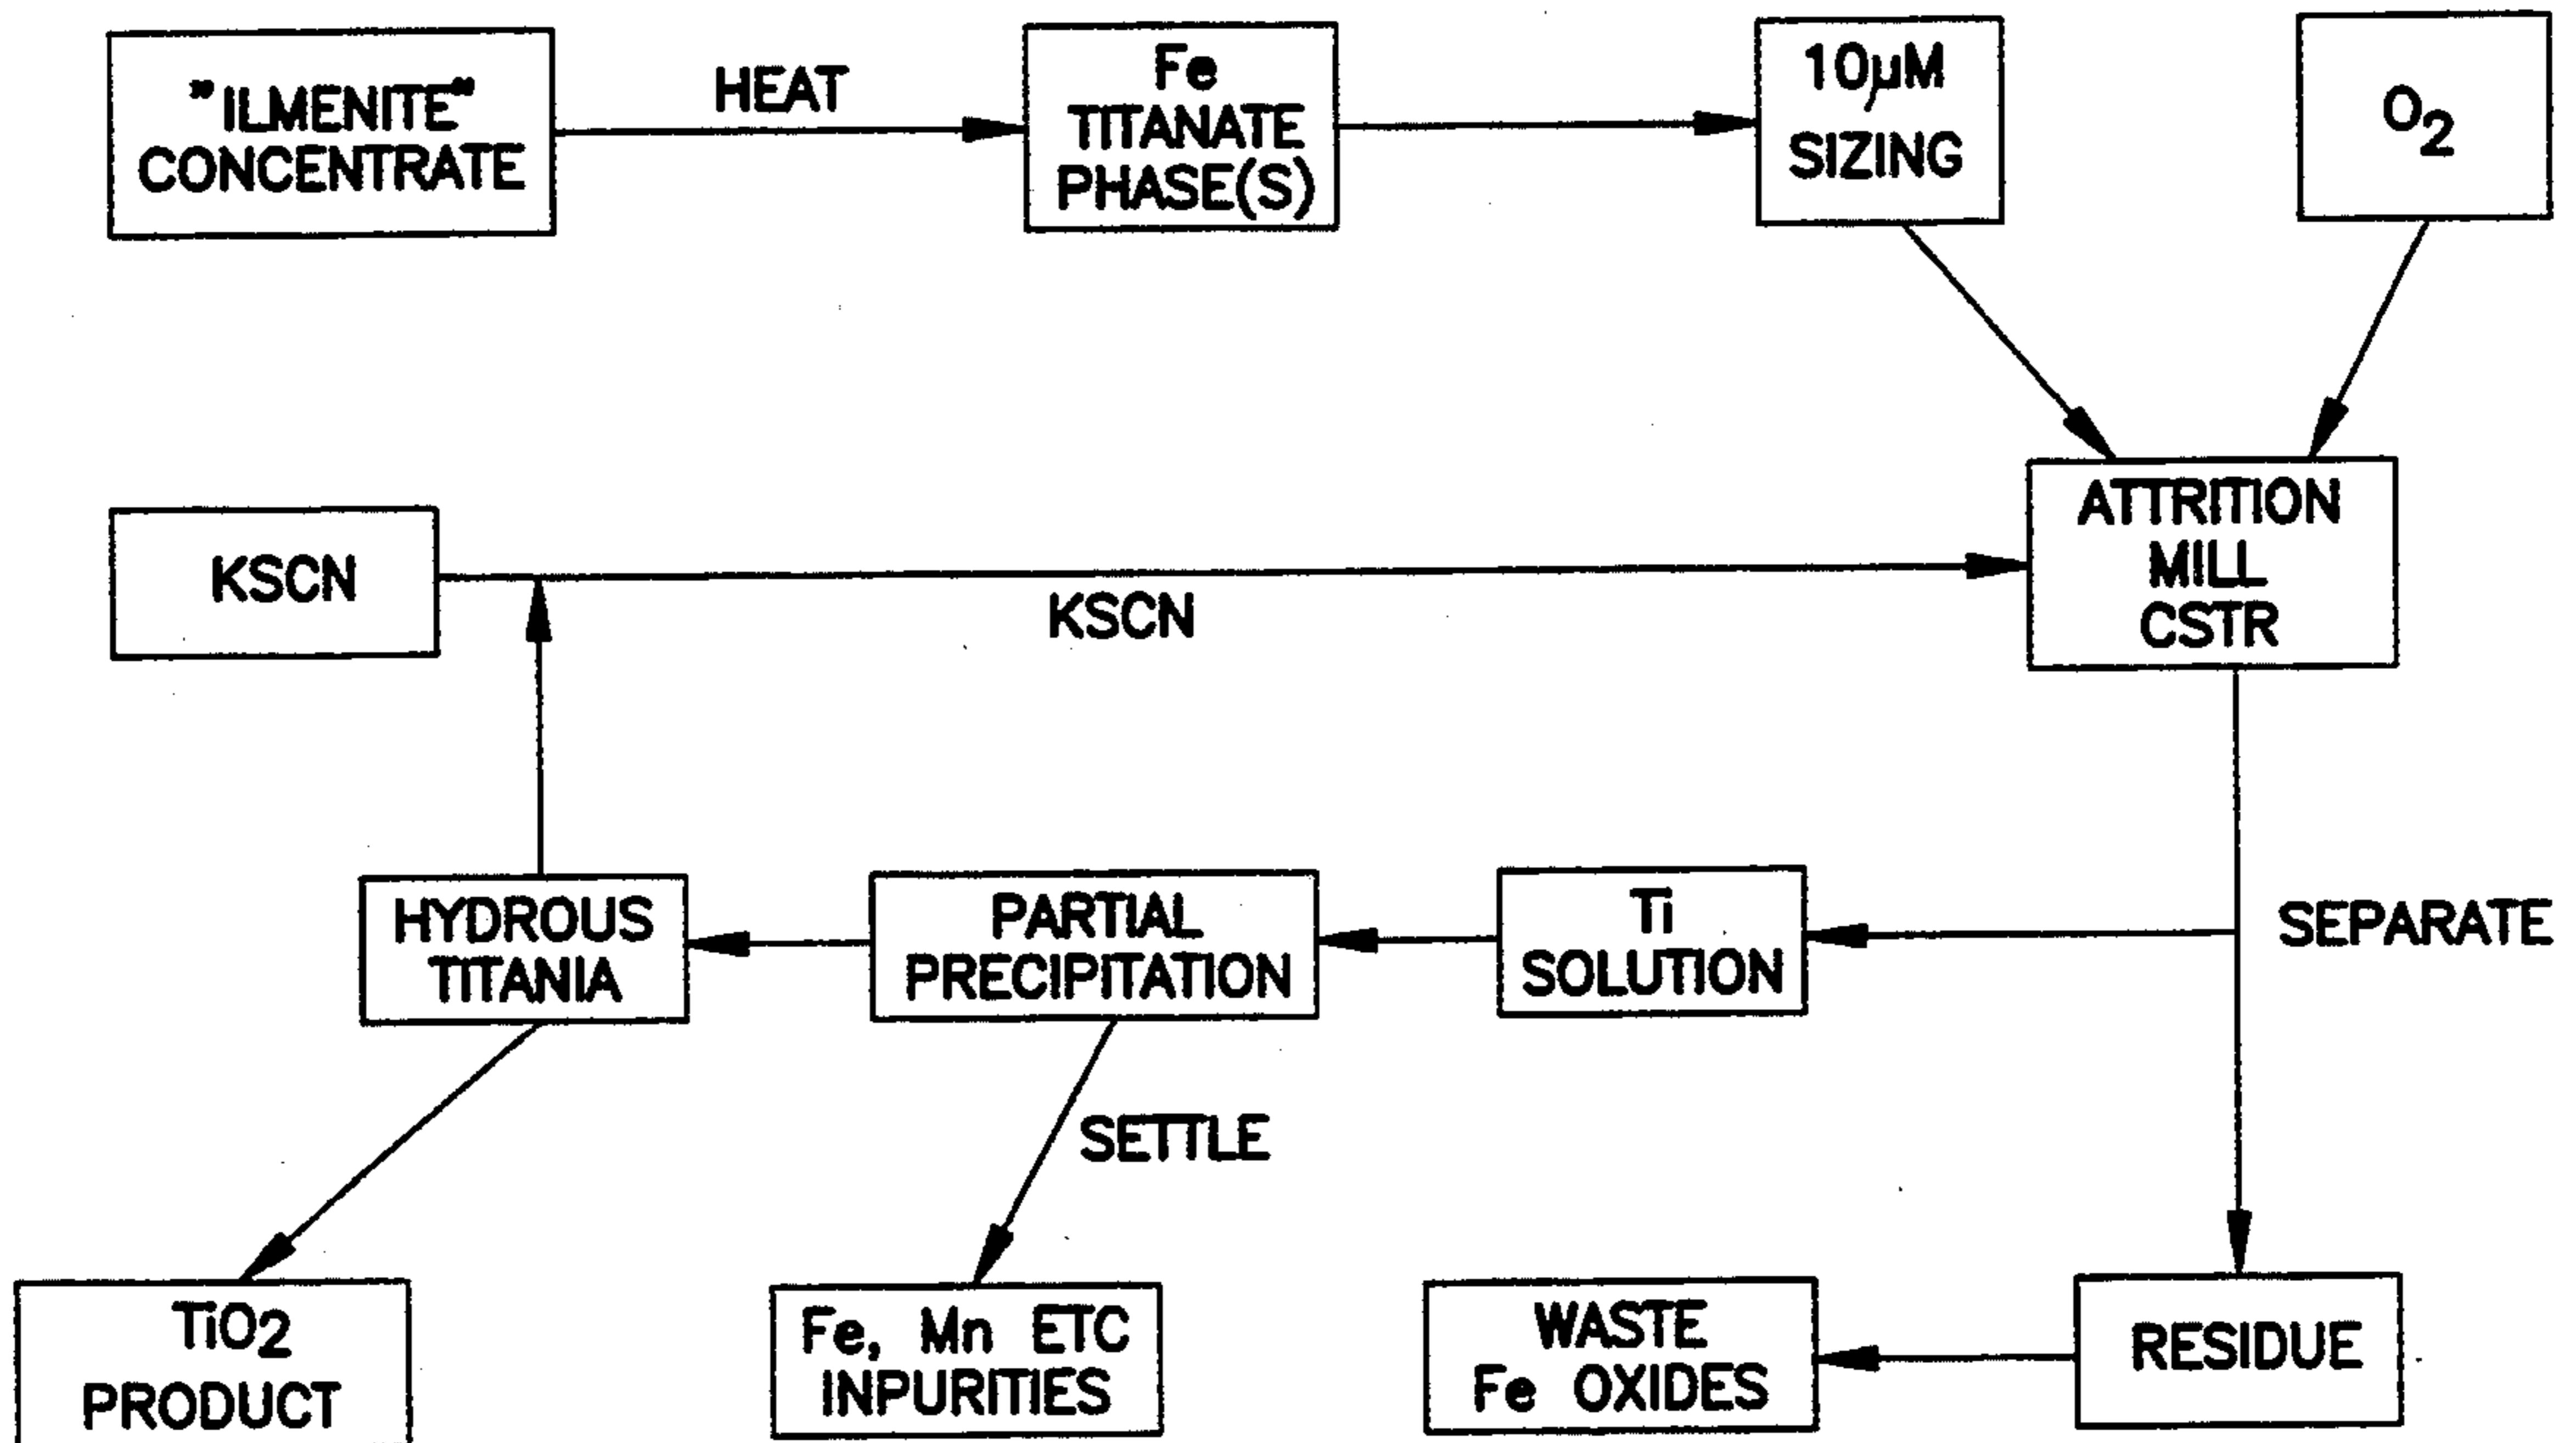 "ILMENITE"
CONCENTRATE
HEAT
Fe
TITANATE
PHASE(S)
10µM
SIZING
O2
KSCN
KSCN
ATTRITION
MILL
CSTR
HYDROUS
TITANIA
PARTIAL
PRECIPITATION
Ti
SOLUTION
SEPARATE
SETTLE
TiO2
PRODUCT
Fe, Mn ETC
INPURITIES
WASTE
Fe OXIDES
RESIDUE